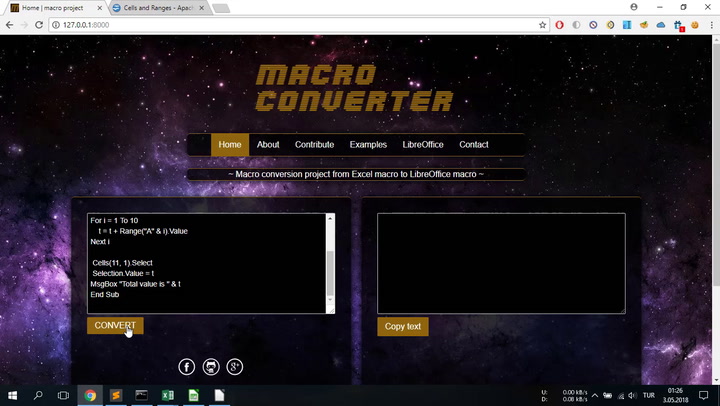 Home | macro project
Cells and Ranges - Apach
127.0.0.1:8000
MACRO
CONVERTER
Home
About
Contribute
Examples
LibreOffice
Contact
~ Macro conversion project from Excel macro to LibreOffice macro ~
For i = 1 To 10
t = t + Range("A" & i).Value
Next i
Cells(11, 1).Select
Selection.Value = t
MsgBox "Total value is " & t
End Sub
CONVERT
Copy text
U: 0.00 kB/s
D: 0.08 kB/s
TUR
01:26
3.05.2018